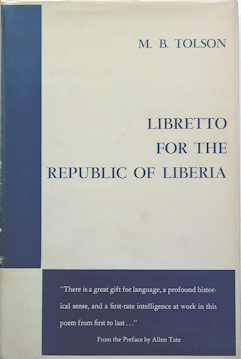 M. B. TOLSON
LIBRETTO
FOR THE
REPUBLIC OF LIBERIA
"There is a great gift for language, a profound histor-
ical sense, and a first-rate intelligence at work in this
poem from first to last..."
From the Preface by Allen Tate